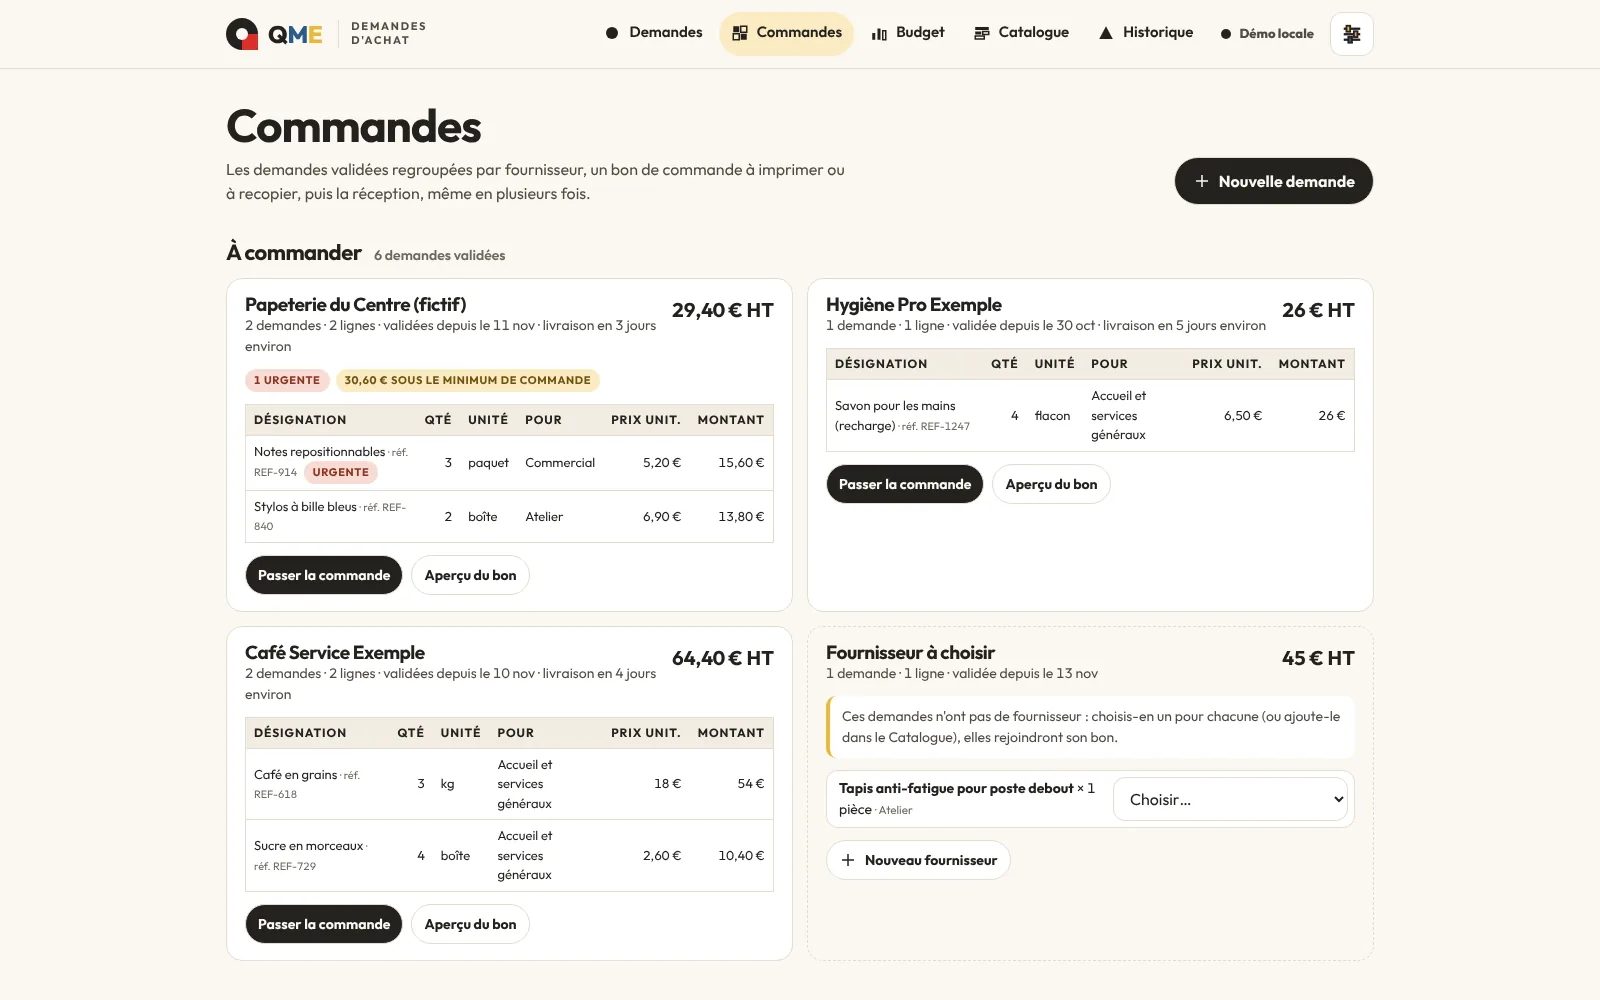 QME
DEMANDES
D'ACHAT
Demandes
Commandes
Budget
Catalogue
Historique
Démo locale
Commandes
Les demandes validées regroupées par fournisseur, un bon de commande à imprimer ou
à recopier, puis la réception, même en plusieurs fois.
+ Nouvelle demande
À commander 6 demandes validées
Papeterie du Centre (fictif)
29,40 € HT
2 demandes · 2 lignes · validées depuis le 11 nov · livraison en 3 jours
environ
1 URGENTE
30,60 € SOUS LE MINIMUM DE COMMANDE
DÉSIGNATION QTÉ UNITÉ POUR PRIX UNIT. MONTANT
Notes repositionnables · réf.
REF-914 URGENTE
3 paquet Commercial 5,20 € 15,60 €
Stylos à bille bleus · réf. REF-
840
2 boîte Atelier 6,90 € 13,80 €
Passer la commande
Aperçu du bon
Hygiène Pro Exemple
26 € HT
1 demande · 1 ligne · validée depuis le 30 oct · livraison en 5 jours environ
DÉSIGNATION QTÉ UNITÉ POUR PRIX UNIT. MONTANT
Savon pour les mains
(recharge) · réf. REF-1247
4 flacon
Accueil et
services
généraux
6,50 € 26 €
Passer la commande
Aperçu du bon
Café Service Exemple
64,40 € HT
2 demandes · 2 lignes · validées depuis le 10 nov · livraison en 4 jours
environ
DÉSIGNATION QTÉ UNITÉ POUR PRIX UNIT. MONTANT
Café en grains · réf.
REF-618
3 kg
Accueil et
services
généraux
18 € 54 €
Sucre en morceaux ·
réf. REF-729
4 boîte
Accueil et
services
généraux
2,60 € 10,40 €
Passer la commande
Aperçu du bon
Fournisseur à choisir
45 € HT
1 demande · 1 ligne · validée depuis le 13 nov
Ces demandes n'ont pas de fournisseur : choisis-en un pour chacune (ou ajoute-le
dans le Catalogue), elles rejoindront son bon.
Tapis anti-fatigue pour poste debout × 1
pièce · Atelier
Choisir...
+ Nouveau fournisseur